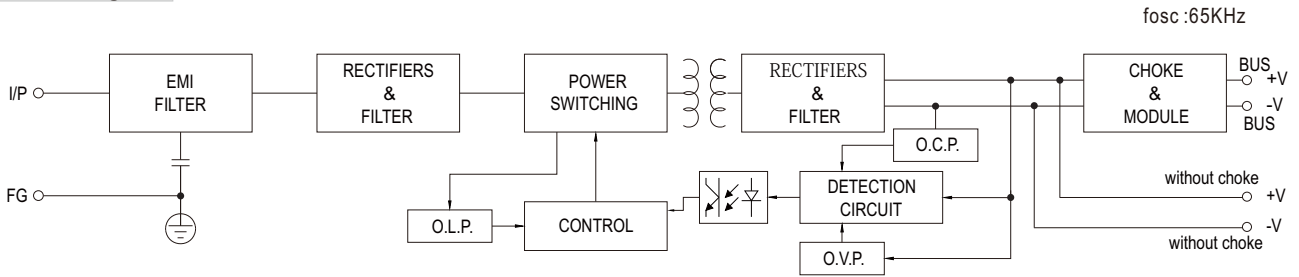 fosc :65KHz
I/P
EMI
FILTER
RECTIFIERS
&
FILTER
POWER
SWITCHING
RECTIFIERS
&
FILTER
CHOKE
&
MODULE
BUS
+V
-V
BUS
O.C.P.
FG
O.L.P.
CONTROL
DETECTION
CIRCUIT
O.V.P.
without choke
+V
-V
without choke